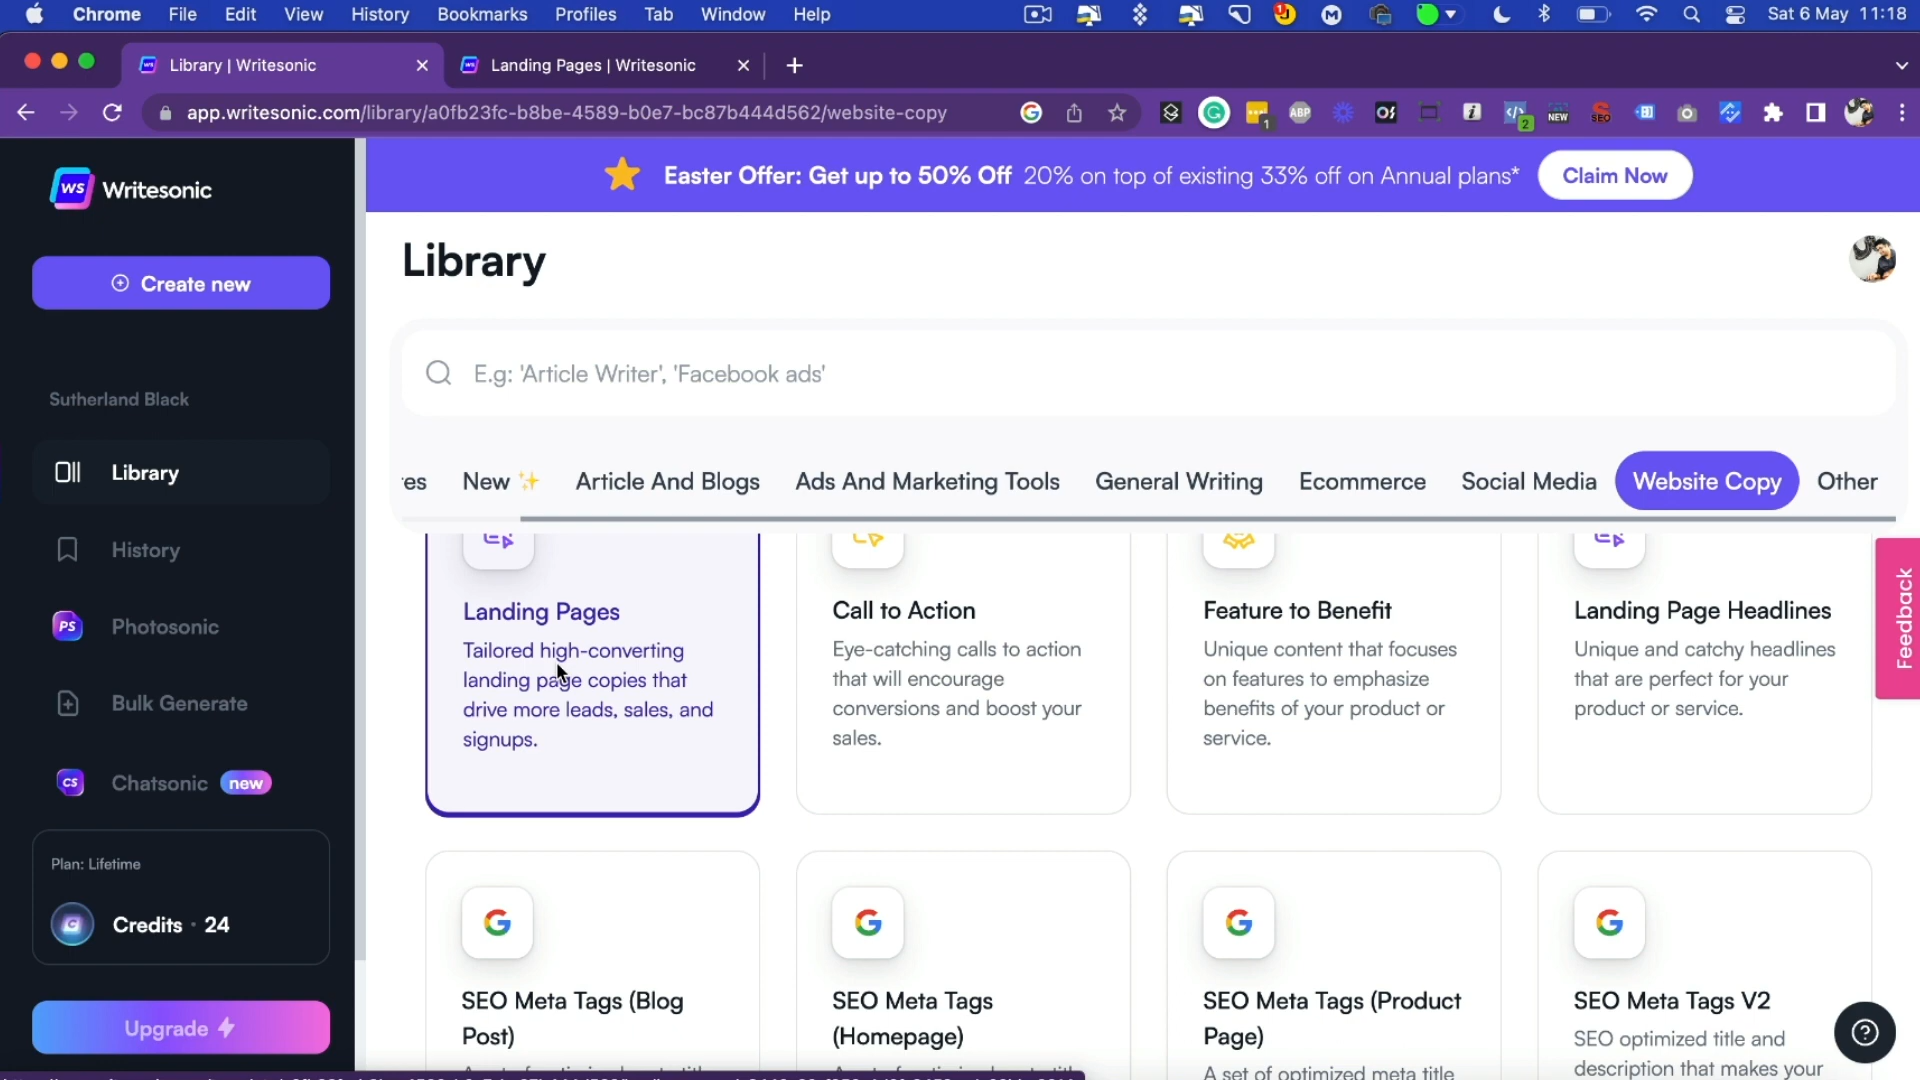 Chrome File Edit View History Bookmarks Profiles Tab Window Help Sat 6 May 11:18
Library | Writesonic
Landing Pages | Writesonic
app.writesonic.com/library/a0fb23fc-b8be-4589-b0e7-bc87b444d562/website-copy
ws Writesonic
Create new
Sutherland Black
Library
History
PS Photosonic
Bulk Generate
CS Chatsonic new
Plan: Lifetime
Credits · 24
Upgrade
Easter Offer: Get up to 50% Off 20% on top of existing 33% off on Annual plans* Claim Now
Library
E.g: 'Article Writer', 'Facebook ads'
res New ✨ Article And Blogs Ads And Marketing Tools General Writing Ecommerce Social Media Website Copy Other
Landing Pages
Tailored high-converting
landing page copies that
drive more leads, sales, and
signups.
Call to Action
Eye-catching calls to action
that will encourage
conversions and boost your
sales.
Feature to Benefit
Unique content that focuses
on features to emphasize
benefits of your product or
service.
Landing Page Headlines
Unique and catchy headlines
that are perfect for your
product or service.
SEO Meta Tags (Blog
Post)
SEO Meta Tags
(Homepage)
SEO Meta Tags (Product
Page)
A set of optimized meta title
SEO Meta Tags V2
SEO optimized title and
description that makes your
Feedback